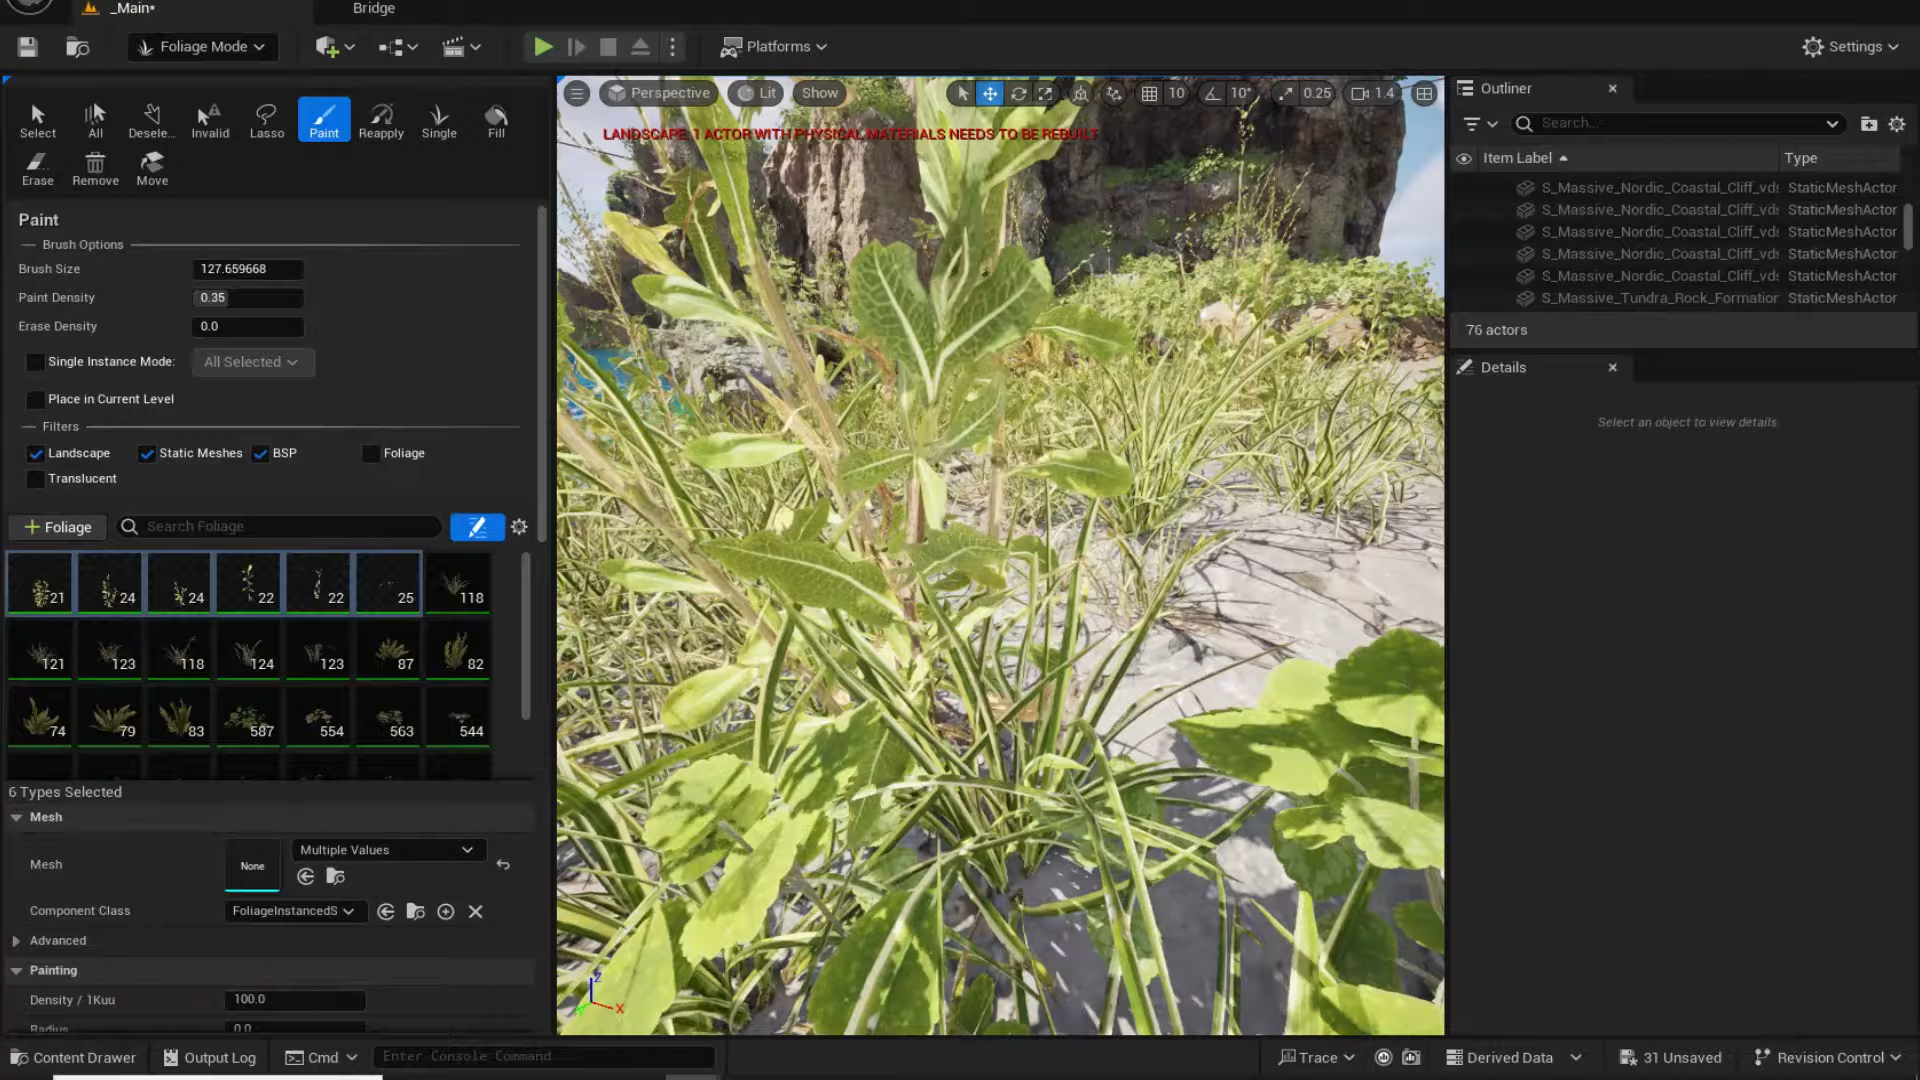 _Main*
Bridge
Foliage Mode
Platforms
Settings
Select
All
Desele...
Invalid
Lasso
Paint
Reapply
Single
Fill
Erase
Remove
Move
Paint
Brush Options
Brush Size
127.659668
Paint Density
0.35
Erase Density
0.0
Single Instance Mode:
All Selected
Place in Current Level
Filters
Landscape
Static Meshes
BSP
Foliage
Translucent
Foliage
Search Foliage
21 24 24 22 22 25 118
121 123 118 124 123 87 82
74 79 83 587 554 563 544
6 Types Selected
Mesh
Mesh
None
Multiple Values
Component Class
FoliageInstancedS
Advanced
Painting
Density / 1Kuu
100.0
Radius
0.0
Perspective
Lit
Show
10
10°
0.25
1.4
LANDSCAPE: 1 ACTOR WITH PHYSICAL MATERIALS NEEDS TO BE REBUILT
Z
X
Outliner
Search...
Item Label
Type
S_Massive_Nordic_Coastal_Cliff_vds StaticMeshActor
S_Massive_Nordic_Coastal_Cliff_vds StaticMeshActor
S_Massive_Nordic_Coastal_Cliff_vds StaticMeshActor
S_Massive_Nordic_Coastal_Cliff_vds StaticMeshActor
S_Massive_Nordic_Coastal_Cliff_vds StaticMeshActor
S_Massive_Tundra_Rock_Formation StaticMeshActor
76 actors
Details
Select an object to view details
Content Drawer
Output Log
Cmd
Enter Console Command
Trace
Derived Data
31 Unsaved
Revision Control